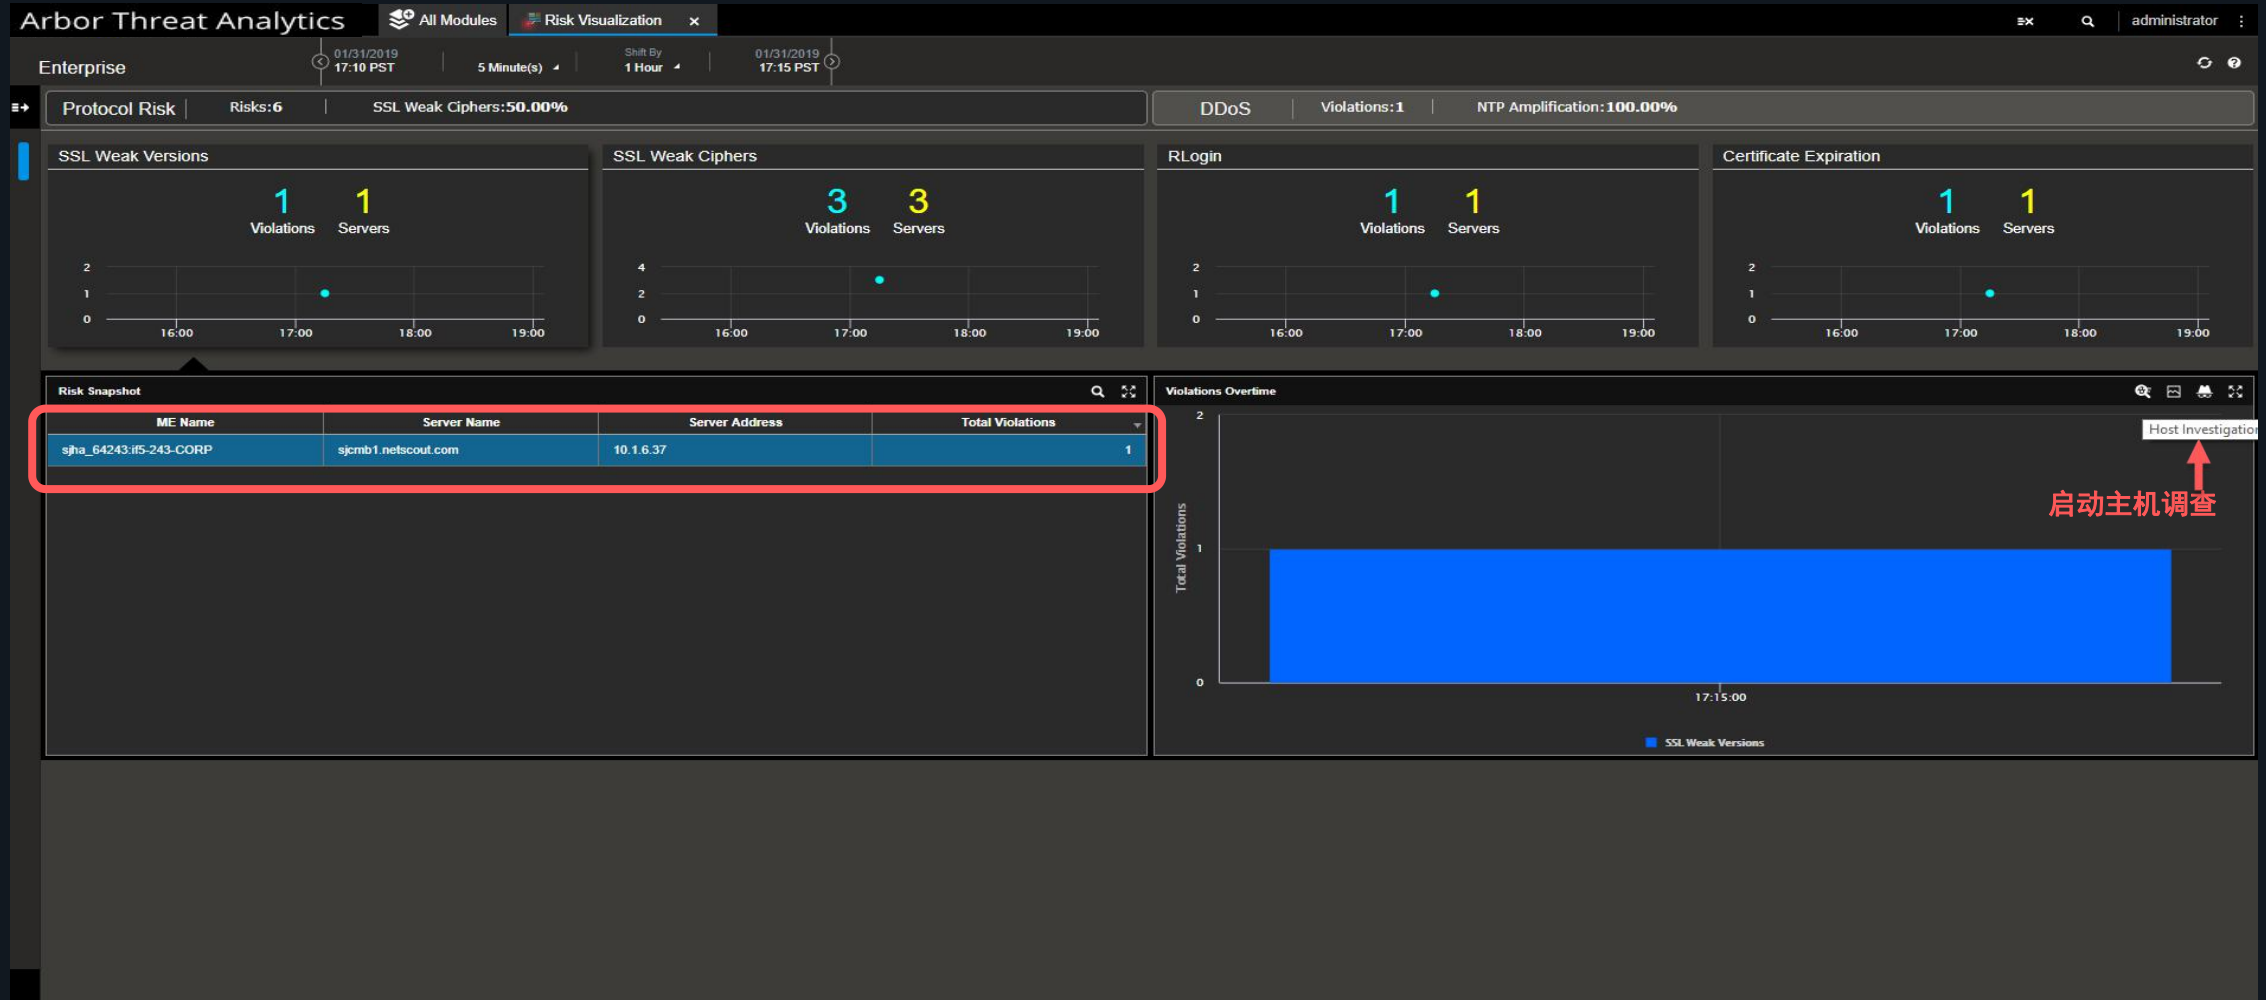 Arbor Threat Analytics
All Modules
Risk Visualization
administrator
Enterprise
01/31/2019
17:10 PST
5 Minute(s)
Shift By
1 Hour
01/31/2019
17:15 PST
Protocol Risk
Risks:6
SSL Weak Ciphers:50.00%
DDoS
Violations:1
NTP Amplification:100.00%
SSL Weak Versions
1 1
Violations Servers
2
1
0
16:00 17:00 18:00 19:00
SSL Weak Ciphers
3 3
Violations Servers
4
2
0
16:00 17:00 18:00 19:00
RLogin
1 1
Violations Servers
2
1
0
16:00 17:00 18:00 19:00
Certificate Expiration
1 1
Violations Servers
2
1
0
16:00 17:00 18:00 19:00
Risk Snapshot
ME Name Server Name Server Address Total Violations
sjha_64243:if5-243-CORP sjcmb1.netscout.com 10.1.6.37 1
Violations Overtime
Host Investigation
启动主机调查
Total Violations
2
1
0
17:15:00
SSL Weak Versions